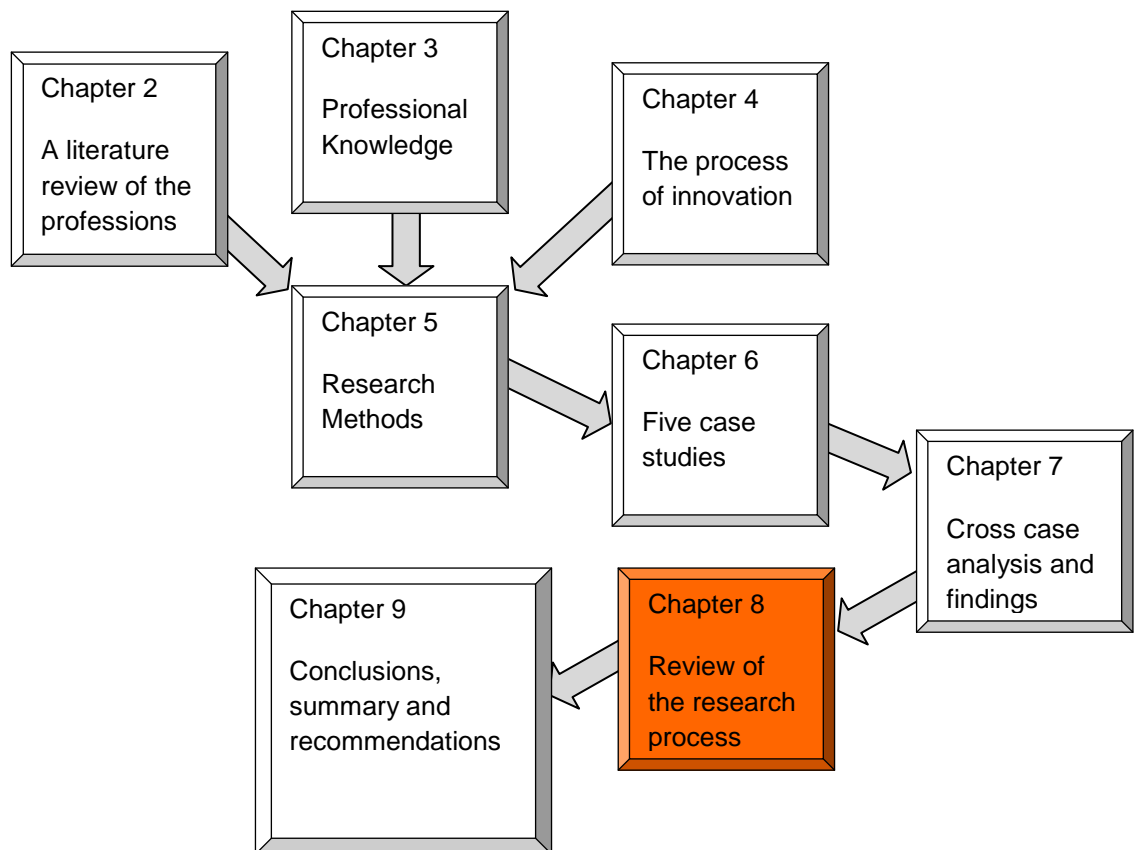 Chapter 2
A literature
review of the
professions
Chapter 3
Professional
Knowledge
Chapter 4
The process
of innovation
Chapter 5
Research
Methods
Chapter 6
Five case
studies
Chapter 7
Cross case
analysis and
findings
Chapter 8
Review of
the research
process
Chapter 9
Conclusions,
summary and
recommendations